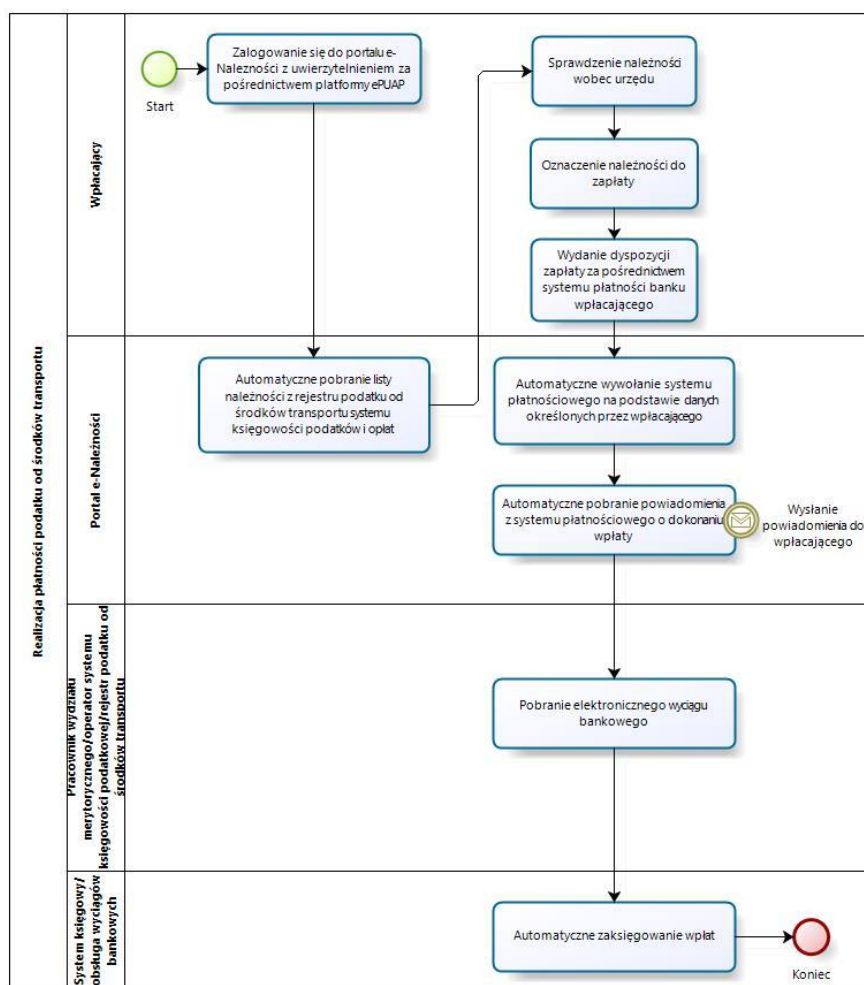 Realizacja płatności podatku od środków transportu
Wpłacający
Start
Zalogowanie się do portalu e-
Nalezności z uwierzytelnieniem za
pośrednictwem platformy ePUAP
Sprawdzenie należności
wobec urzędu
Oznaczenie należności do
zapłaty
Wydanie dyspozycji
zapłaty za pośrednictwem
systemu płatności banku
wpłacającego
Portal e-Należności
Automatyczne pobranie listy
należności z rejestru podatku od
środków transportu systemu
księgowości podatków i opłat
Automatyczne wywołanie systemu
płatnościowego na podstawie danych
określonych przez wpłacającego
Automatyczne pobranie powiadomienia
z systemu płatnościowego o dokonaniu
wpłaty
Wysłanie
powiadomienia do
wpłacającego
Pracownik wydziału
merytorycznego/operator systemu
księgowości podatkowej/rejestr podatku od
środków transportu
Pobranie elektronicznego wyciągu
bankowego
System księgowy/
obsługa wyciągów
bankowych
Automatyczne zaksięgowanie wpłat
Koniec